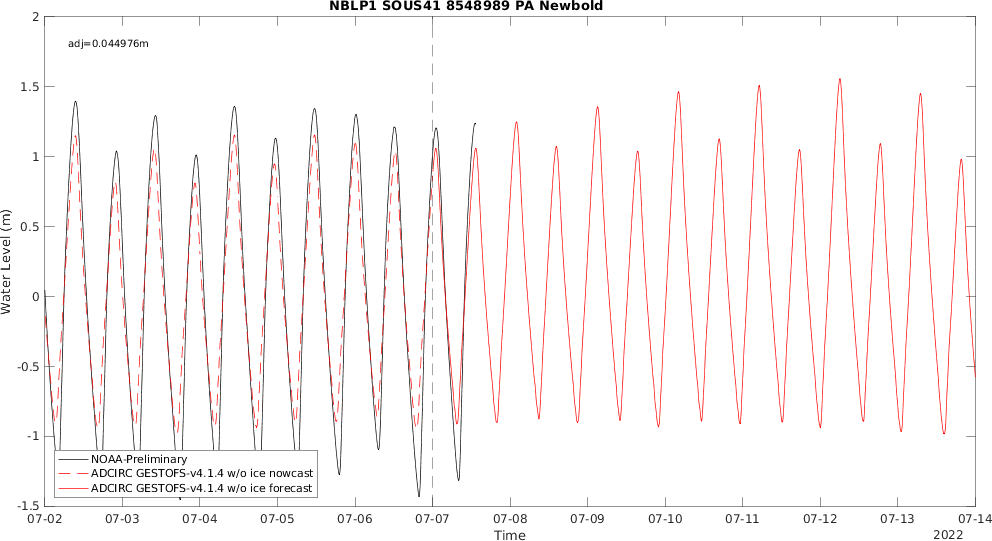 NBLP1 SOUS41 8548989 PA Newbold
adj=0.044976m
Water Level (m)
2
1.5
1
0.5
0
-0.5
-1
-1.5
NOAA-Preliminary
ADCIRC GESTOFS-v4.1.4 w/o ice nowcast
ADCIRC GESTOFS-v4.1.4 w/o ice forecast
07-02 07-03 07-04 07-05 07-06 07-07 07-08 07-09 07-10 07-11 07-12 07-13 07-14
Time
2022